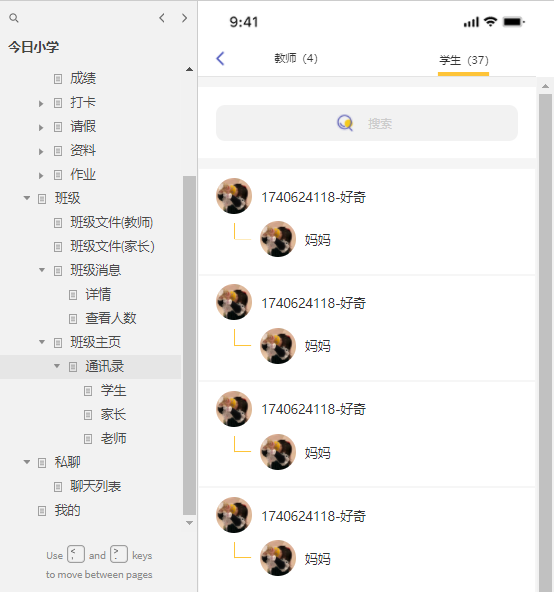 今日小学
成绩
打卡
请假
资料
作业
班级
班级文件(教师)
班级文件(家长)
班级消息
详情
查看人数
班级主页
通讯录
学生
家长
老师
私聊
聊天列表
我的
Use < , and > . keys
to move between pages
9:41
教师（4） 学生（37）
搜索
1740624118-好奇
妈妈
1740624118-好奇
妈妈
1740624118-好奇
妈妈
1740624118-好奇
妈妈